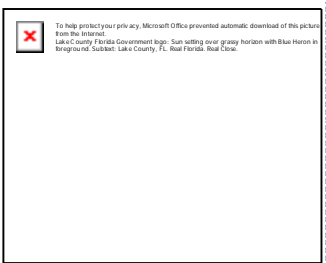 To help protect your privacy, Microsoft Office prevented automatic download of this picture
from the Internet.
Lake County Florida Government logo: Sun setting over grassy horizon with Blue Heron in
foreground. Subtext: Lake County, FL. Real Florida. Real Close.